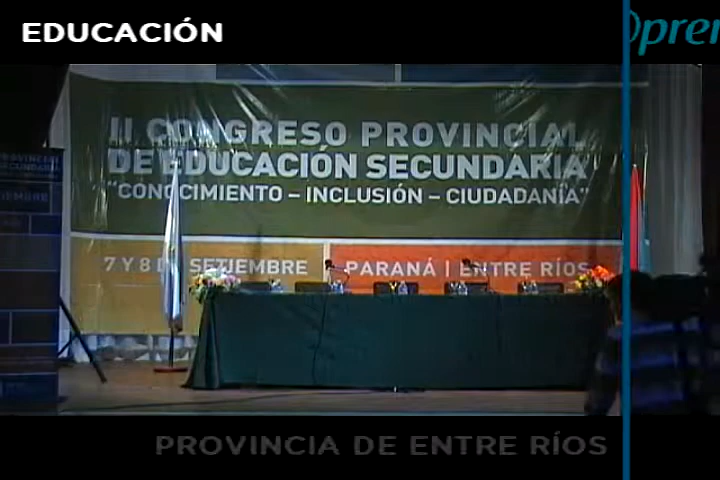 EDUCACIÓN
II CONGRESO PROVINCIAL
DE EDUCACIÓN SECUNDARIA
"CONOCIMIENTO – INCLUSIÓN – CIUDADANÍA"
7 Y 8 DE SETIEMBRE
PARANÁ | ENTRE RÍOS
PROVINCIA DE ENTRE RÍOS